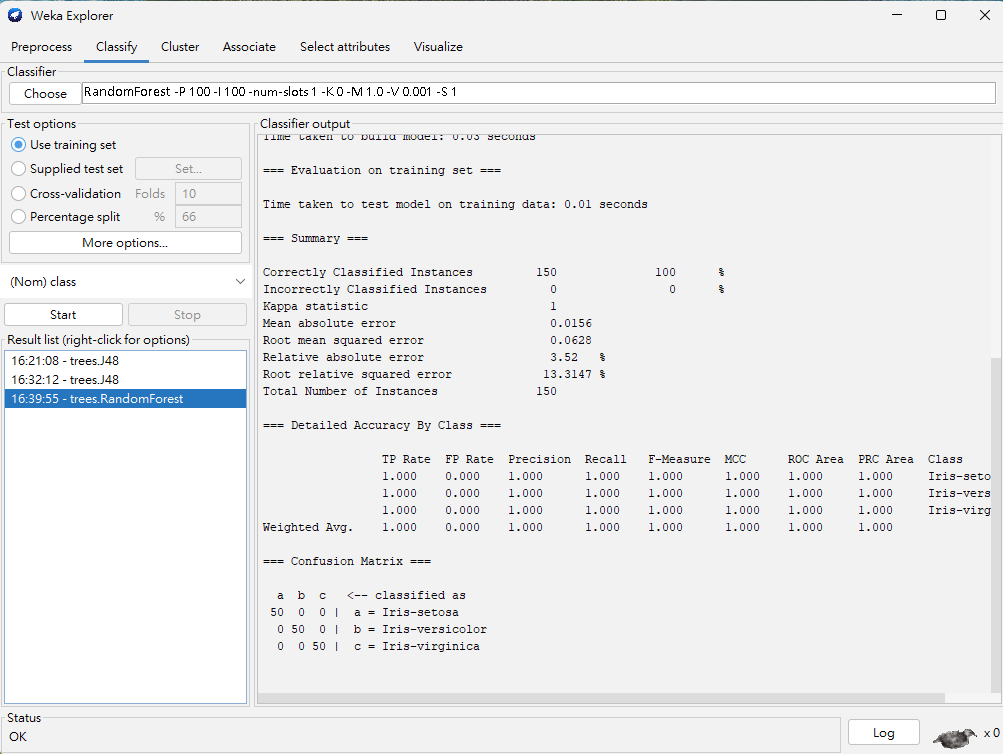 Weka Explorer
Preprocess Classify Cluster Associate Select attributes Visualize
Classifier
Choose RandomForest -P 100 -I 100 -num-slots 1 -K 0 -M 1.0 -V 0.001 -S 1
Test options
Use training set
Supplied test set Set...
Cross-validation Folds 10
Percentage split % 66
More options...
(Nom) class
Start Stop
Result list (right-click for options)
16:21:08 - trees.J48
16:32:12 - trees.J48
16:39:55 - trees.RandomForest
Classifier output
Time taken to build model: 0.03 seconds
=== Evaluation on training set ===
Time taken to test model on training data: 0.01 seconds
=== Summary ===
Correctly Classified Instances 150 100 %
Incorrectly Classified Instances 0 0 %
Kappa statistic 1
Mean absolute error 0.0156
Root mean squared error 0.0628
Relative absolute error 3.52 %
Root relative squared error 13.3147 %
Total Number of Instances 150
=== Detailed Accuracy By Class ===
TP Rate FP Rate Precision Recall F-Measure MCC ROC Area PRC Area Class
1.000 0.000 1.000 1.000 1.000 1.000 1.000 1.000 Iris-seto
1.000 0.000 1.000 1.000 1.000 1.000 1.000 1.000 Iris-vers
1.000 0.000 1.000 1.000 1.000 1.000 1.000 1.000 Iris-virg
Weighted Avg. 1.000 0.000 1.000 1.000 1.000 1.000 1.000 1.000
=== Confusion Matrix ===
a b c <-- classified as
50 0 0 | a = Iris-setosa
0 50 0 | b = Iris-versicolor
0 0 50 | c = Iris-virginica
Status
OK
Log
x 0